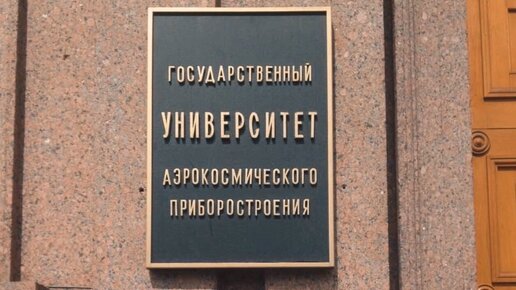 ГОСУДАРСТВЕННЫЙ
УНИВЕРСИТЕТ
АЭРОКОСМИЧЕСКОГО
ПРИБОРОСТРОЕНИЯ